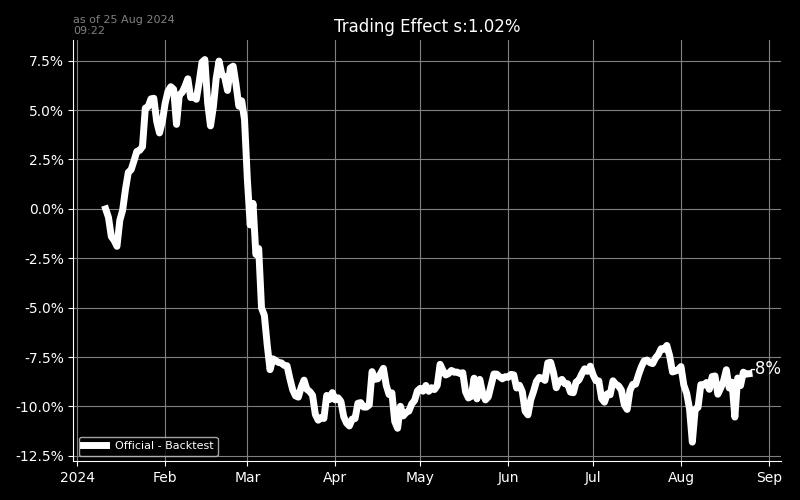 as of 25 Aug 2024
09:22
Trading Effect s:1.02%
7.5%
5.0%
2.5%
0.0%
-2.5%
-5.0%
-7.5%
-10.0%
-12.5%
-8%
Official - Backtest
2024 Feb Mar Apr May Jun Jul Aug Sep